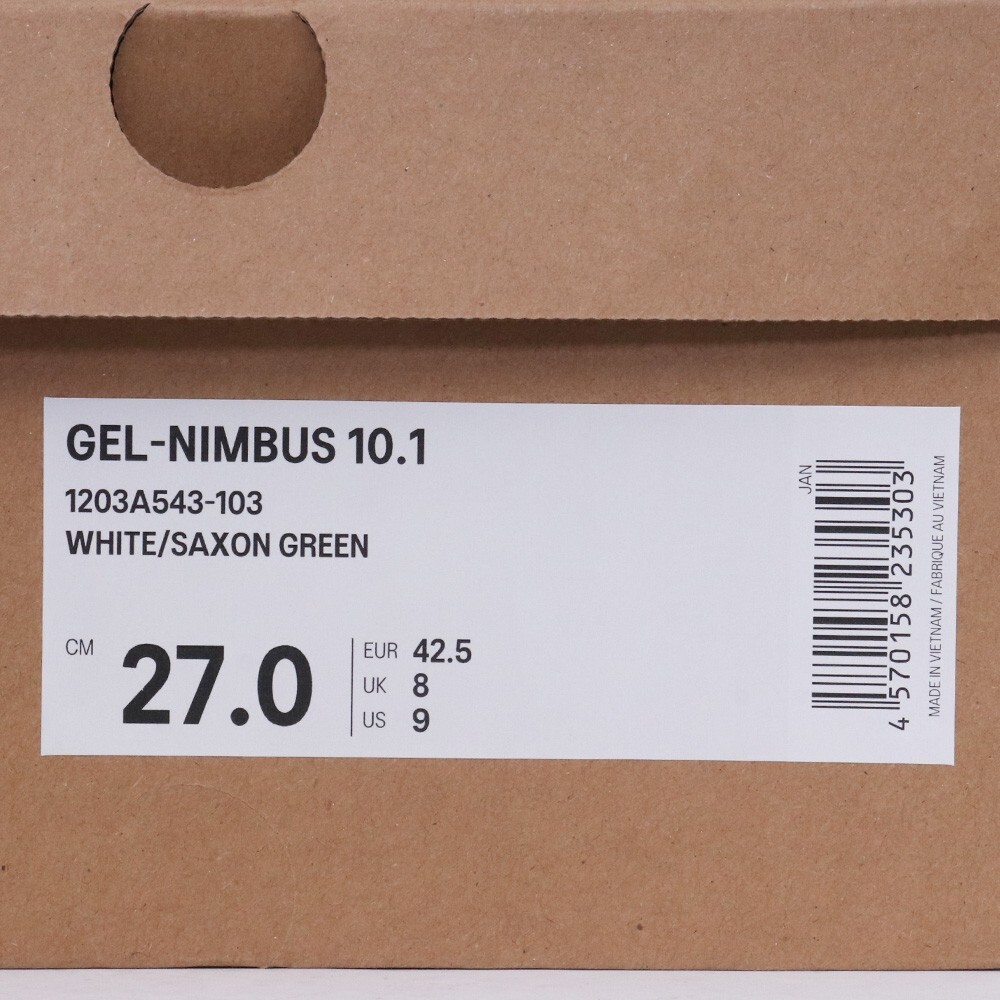 GEL-NIMBUS 10.1
1203A543-103
WHITE/SAXON GREEN
CM 27.0
EUR 42.5
UK 8
US 9
JAN
4 570158 235303
MADE IN VIETNAM / FABRIQUE AU VIETNAM